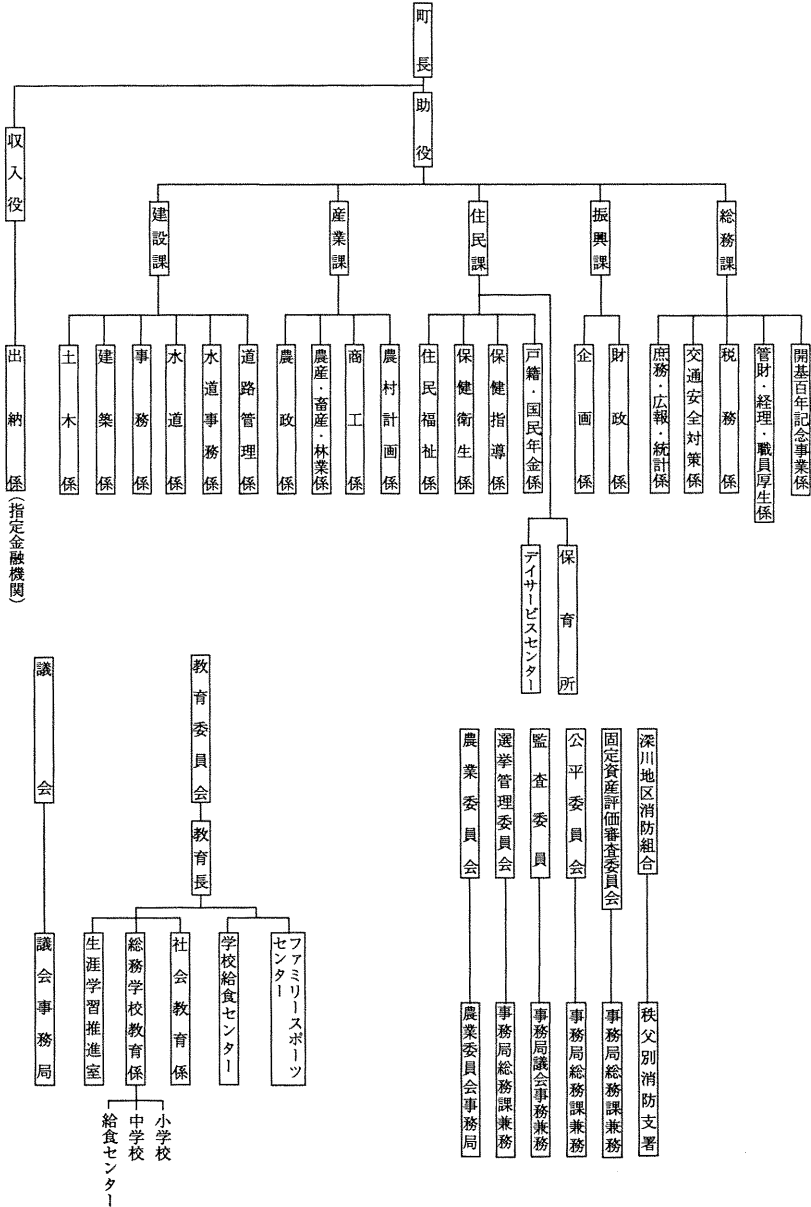 町長
助役
収入役
総務課
振興課
住民課
産業課
建設課
開基百年記念事業係
管財・経理・職員厚生係
税務係
交通安全対策係
庶務・広報・統計係
財政係
企画係
戸籍・国民年金係
保健指導係
保健衛生係
住民福祉係
農村計画係
商工係
農産・畜産・林業係
農政係
道路管理係
水道事務係
水道係
事務係
建築係
土木係
出納係(指定金融機関)
保育所
デイサービスセンター
深川地区消防組合
秩父別消防支署
固定資産評価審査委員会
事務局総務課兼務
公平委員会
事務局総務課兼務
監査委員
事務局議会事務兼務
選挙管理委員会
事務局総務課兼務
農業委員会
農業委員会事務局
教育委員会
教育長
ファミリースポーツ
センター
学校給食センター
社会教育係
総務学校教育係
生涯学習推進室
小学校
中学校
給食センター
議会
議会事務局